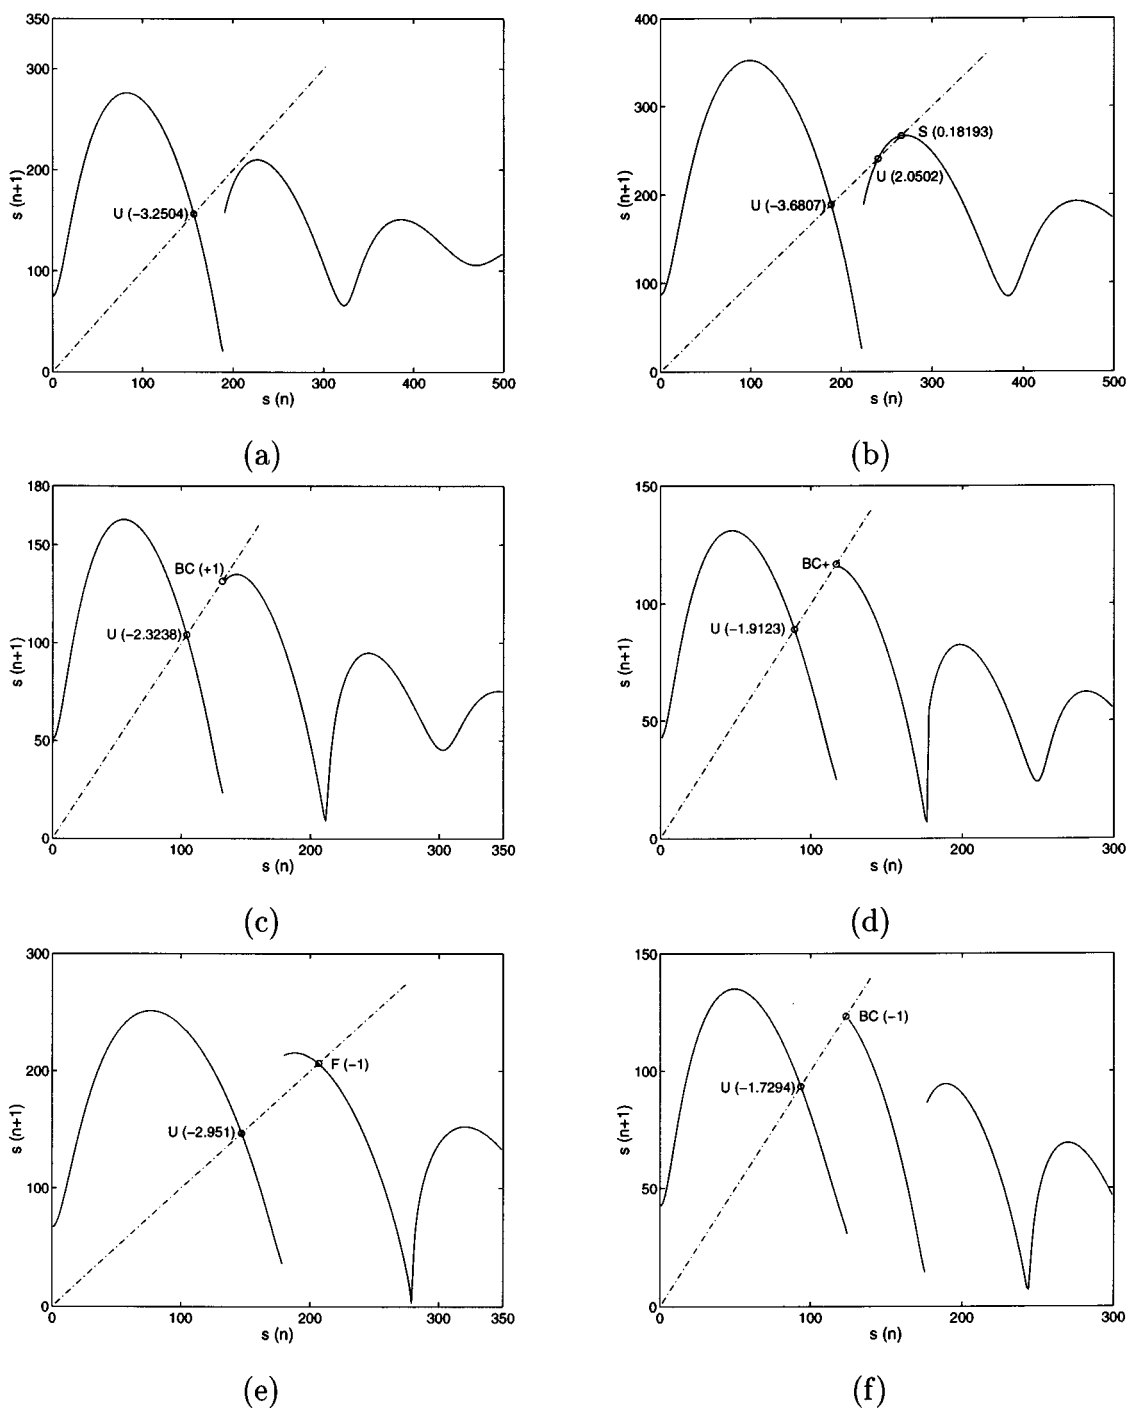 350
300
200
100
0
s (n+1)
U (−3.2504)
0 100 200 300 400 500
s (n)
(a)
400
300
200
100
0
s (n+1)
S (0.18193)
U (2.0502)
U (−3.6807)
0 100 200 300 400 500
s (n)
(b)
180
150
100
50
0
s (n+1)
BC (+1)
U (−2.3238)
0 100 200 300 350
s (n)
(c)
150
100
50
0
s (n+1)
BC+
U (−1.9123)
0 100 200 300
s (n)
(d)
300
200
100
0
s (n+1)
F (−1)
U (−2.951)
0 100 200 300 350
s (n)
(e)
150
100
50
0
s (n+1)
BC (−1)
U (−1.7294)
0 100 200 300
s (n)
(f)